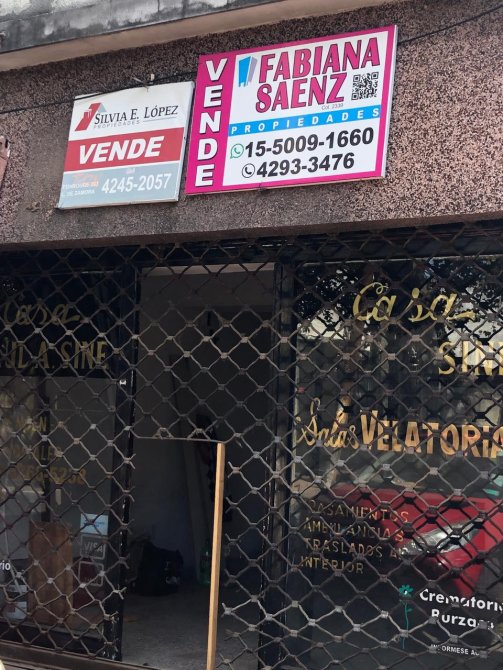 SILVIA E. LÓPEZ
PROPIEDADES
VENDE
4245-2057
VENDE
FABIANA
SAENZ
PROPIEDADES
15-5009-1660
4293-3476
Casa
SINE
Casa
Salas VELATORIA
CASAMIENTOS
AMBULANCIAS
TRASLADOS AL
INTERIOR
VISA
Crematorio
Burzaco